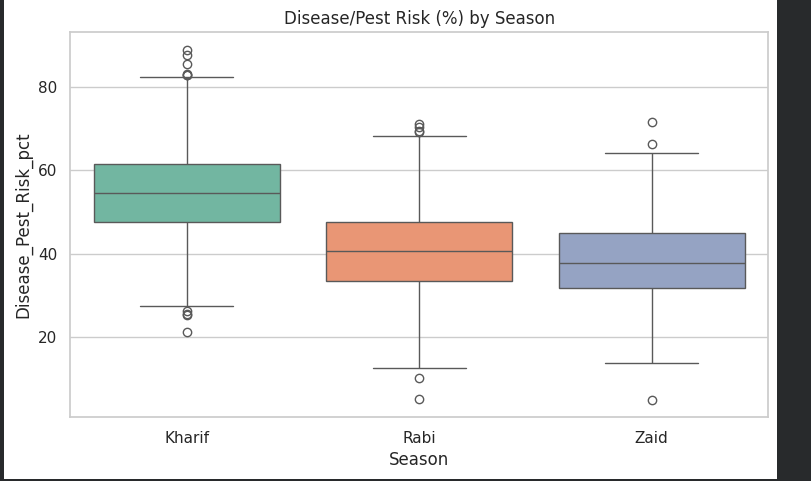 Disease/Pest Risk (%) by Season
Disease_Pest_Risk_pct
80
60
40
20
Kharif
Rabi
Zaid
Season